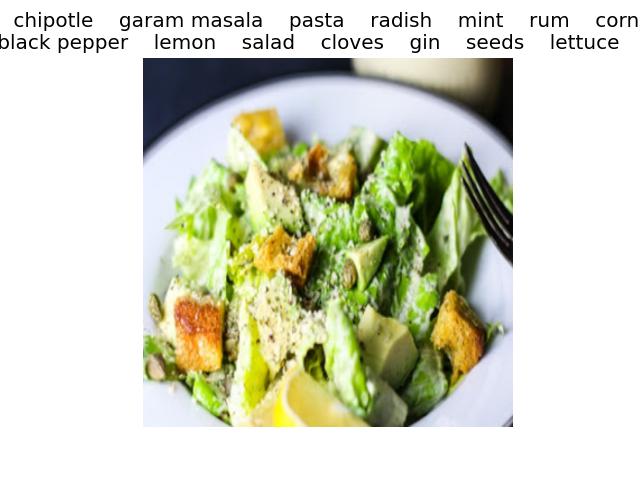 chipotle garam masala pasta radish mint rum corn
black pepper lemon salad cloves gin seeds lettuce